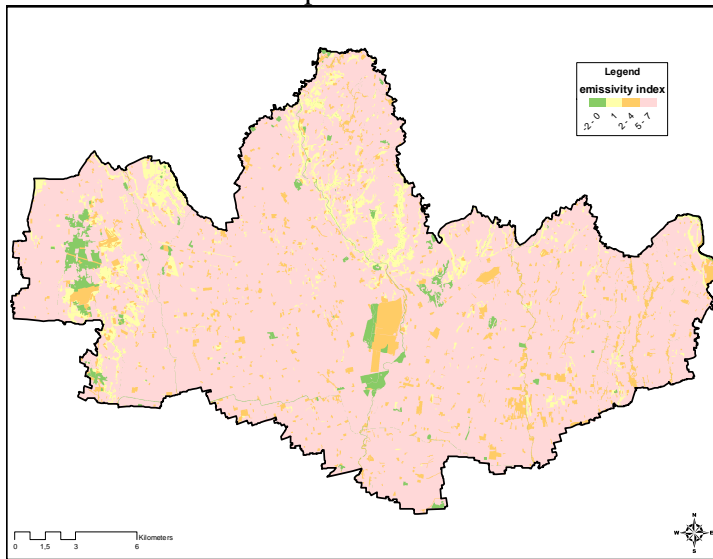 Legend
emissivity index
-2 - 0 1 2 - 4 5 - 7
N
W E
S
Kilometers
0 1,5 3 6